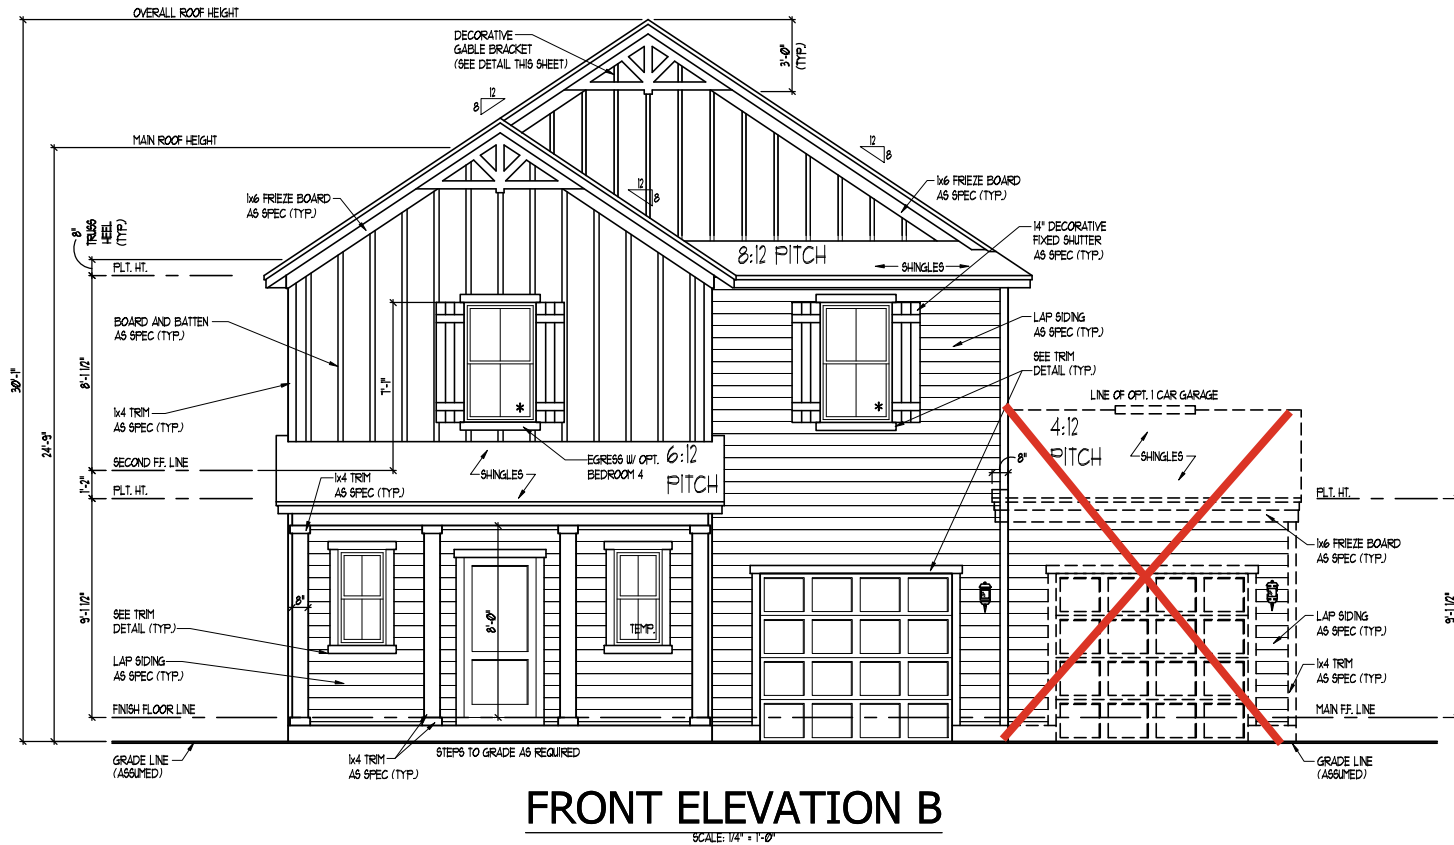 OVERALL ROOF HEIGHT
DECORATIVE
GABLE BRACKET
(SEE DETAIL THIS SHEET)
3'-0"
(TYP.)
12
8
MAIN ROOF HEIGHT
12
8
12
8
1x6 FRIEZE BOARD
AS SPEC (TYP.)
1x6 FRIEZE BOARD
AS SPEC (TYP.)
8"
TRUSS
HEEL
(TYP.)
14" DECORATIVE
FIXED SHUTTER
AS SPEC (TYP.)
8:12 PITCH
SHINGLES
PLT. HT.
BOARD AND BATTEN
AS SPEC (TYP.)
LAP SIDING
AS SPEC (TYP.)
SEE TRIM
DETAIL (TYP.)
30'-1"
8'-1 1/2"
7'-1"
*
*
LINE OF OPT. 1 CAR GARAGE
1x4 TRIM
AS SPEC (TYP.)
24'-9"
4:12
PITCH
SHINGLES
8"
SECOND F.F. LINE
SHINGLES
EGRESS W/ OPT.
BEDROOM 4
6:12
PITCH
1'-2"
PLT. HT.
1x4 TRIM
AS SPEC (TYP.)
PLT. HT.
1x6 FRIEZE BOARD
AS SPEC (TYP.)
9'-1 1/2"
8"
8'-0"
TEMP.
9'-1 1/2"
SEE TRIM
DETAIL (TYP.)
LAP SIDING
AS SPEC (TYP.)
LAP SIDING
AS SPEC (TYP.)
1x4 TRIM
AS SPEC (TYP.)
FINISH FLOOR LINE
MAIN F.F. LINE
GRADE LINE
(ASSUMED)
1x4 TRIM
AS SPEC (TYP.)
STEPS TO GRADE AS REQUIRED
GRADE LINE
(ASSUMED)
FRONT ELEVATION B
SCALE: 1/4" = 1'-0"